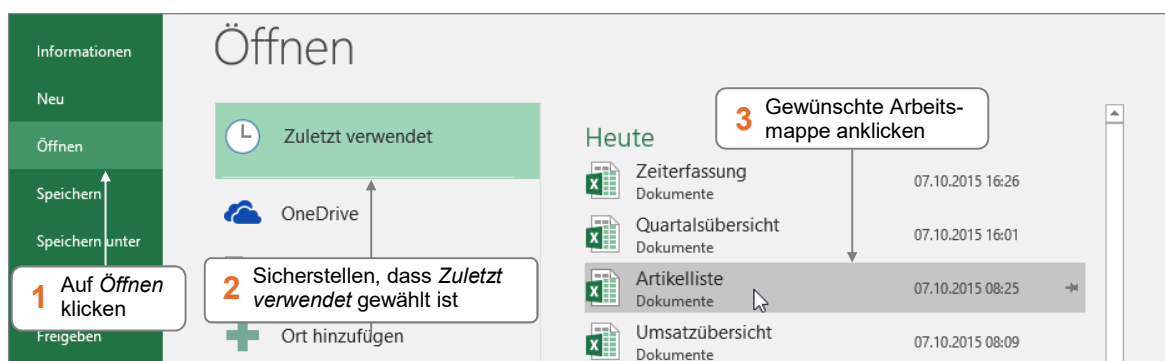 Öffnen
Informationen
Neu
Öffnen
Speichern
Speichern unter
Freigeben
1 Auf Öffnen
klicken
Zuletzt verwendet
OneDrive
2 Sicherstellen, dass Zuletzt
verwendet gewählt ist
Ort hinzufügen
3 Gewünschte Arbeits-
mappe anklicken
Heute
Zeiterfassung 07.10.2015 16:26
Dokumente
Quartalsübersicht 07.10.2015 16:01
Dokumente
Artikelliste 07.10.2015 08:25
Dokumente
Umsatzübersicht 07.10.2015 08:09
Dokumente